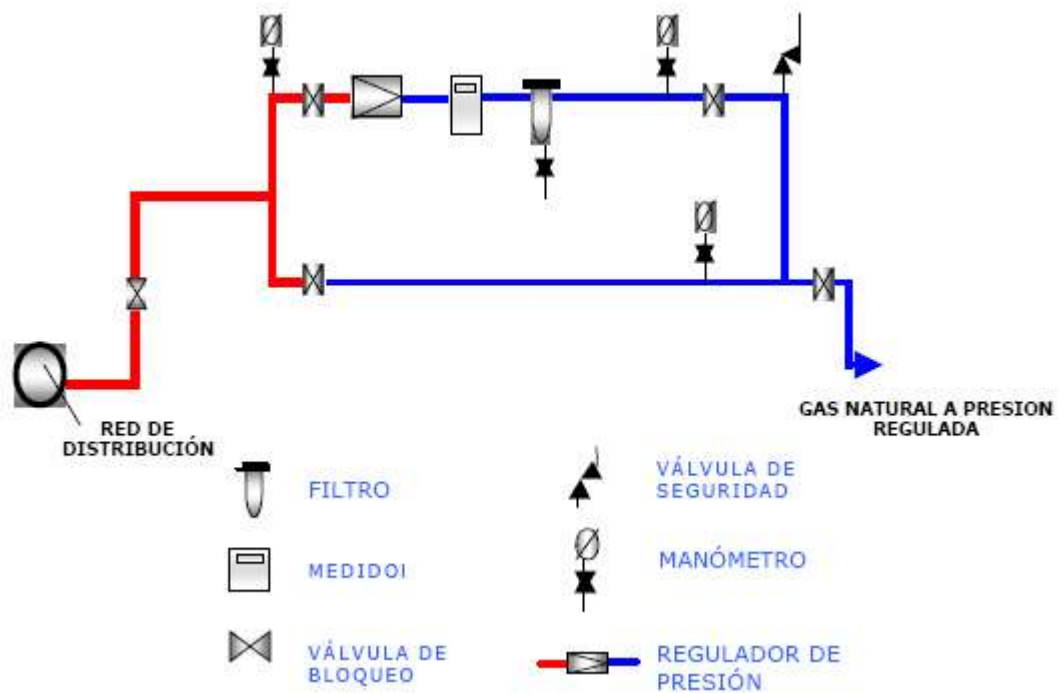 RED DE
DISTRIBUCIÓN
GAS NATURAL A PRESION
REGULADA
FILTRO
VÁLVULA DE
SEGURIDAD
MEDIDOI
MANÓMETRO
VÁLVULA DE
BLOQUEO
REGULADOR DE
PRESIÓN